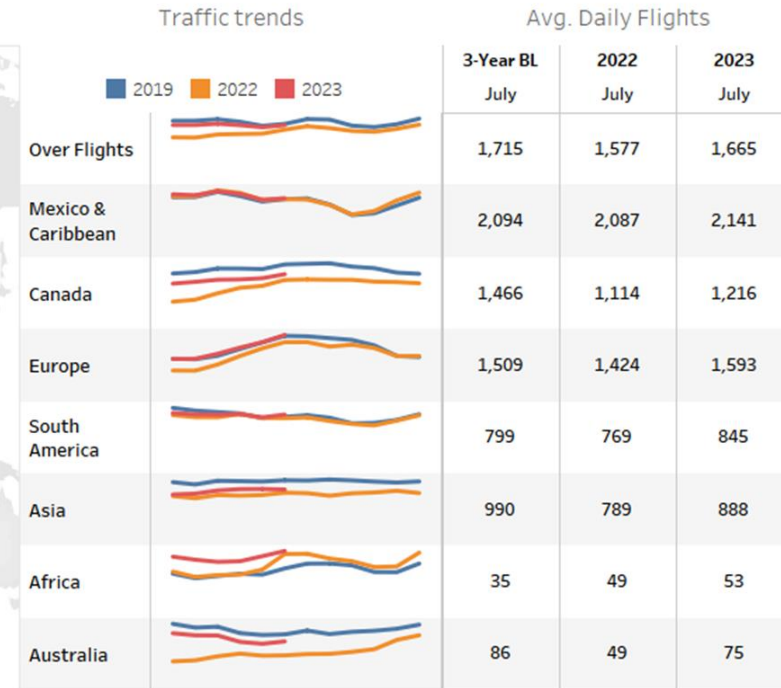 Traffic trends Avg. Daily Flights
3-Year BL 2022 2023
2019 2022 2023 July July July
Over Flights 1,715 1,577 1,665
Mexico &
Caribbean 2,094 2,087 2,141
Canada 1,466 1,114 1,216
Europe 1,509 1,424 1,593
South
America 799 769 845
Asia 990 789 888
Africa 35 49 53
Australia 86 49 75